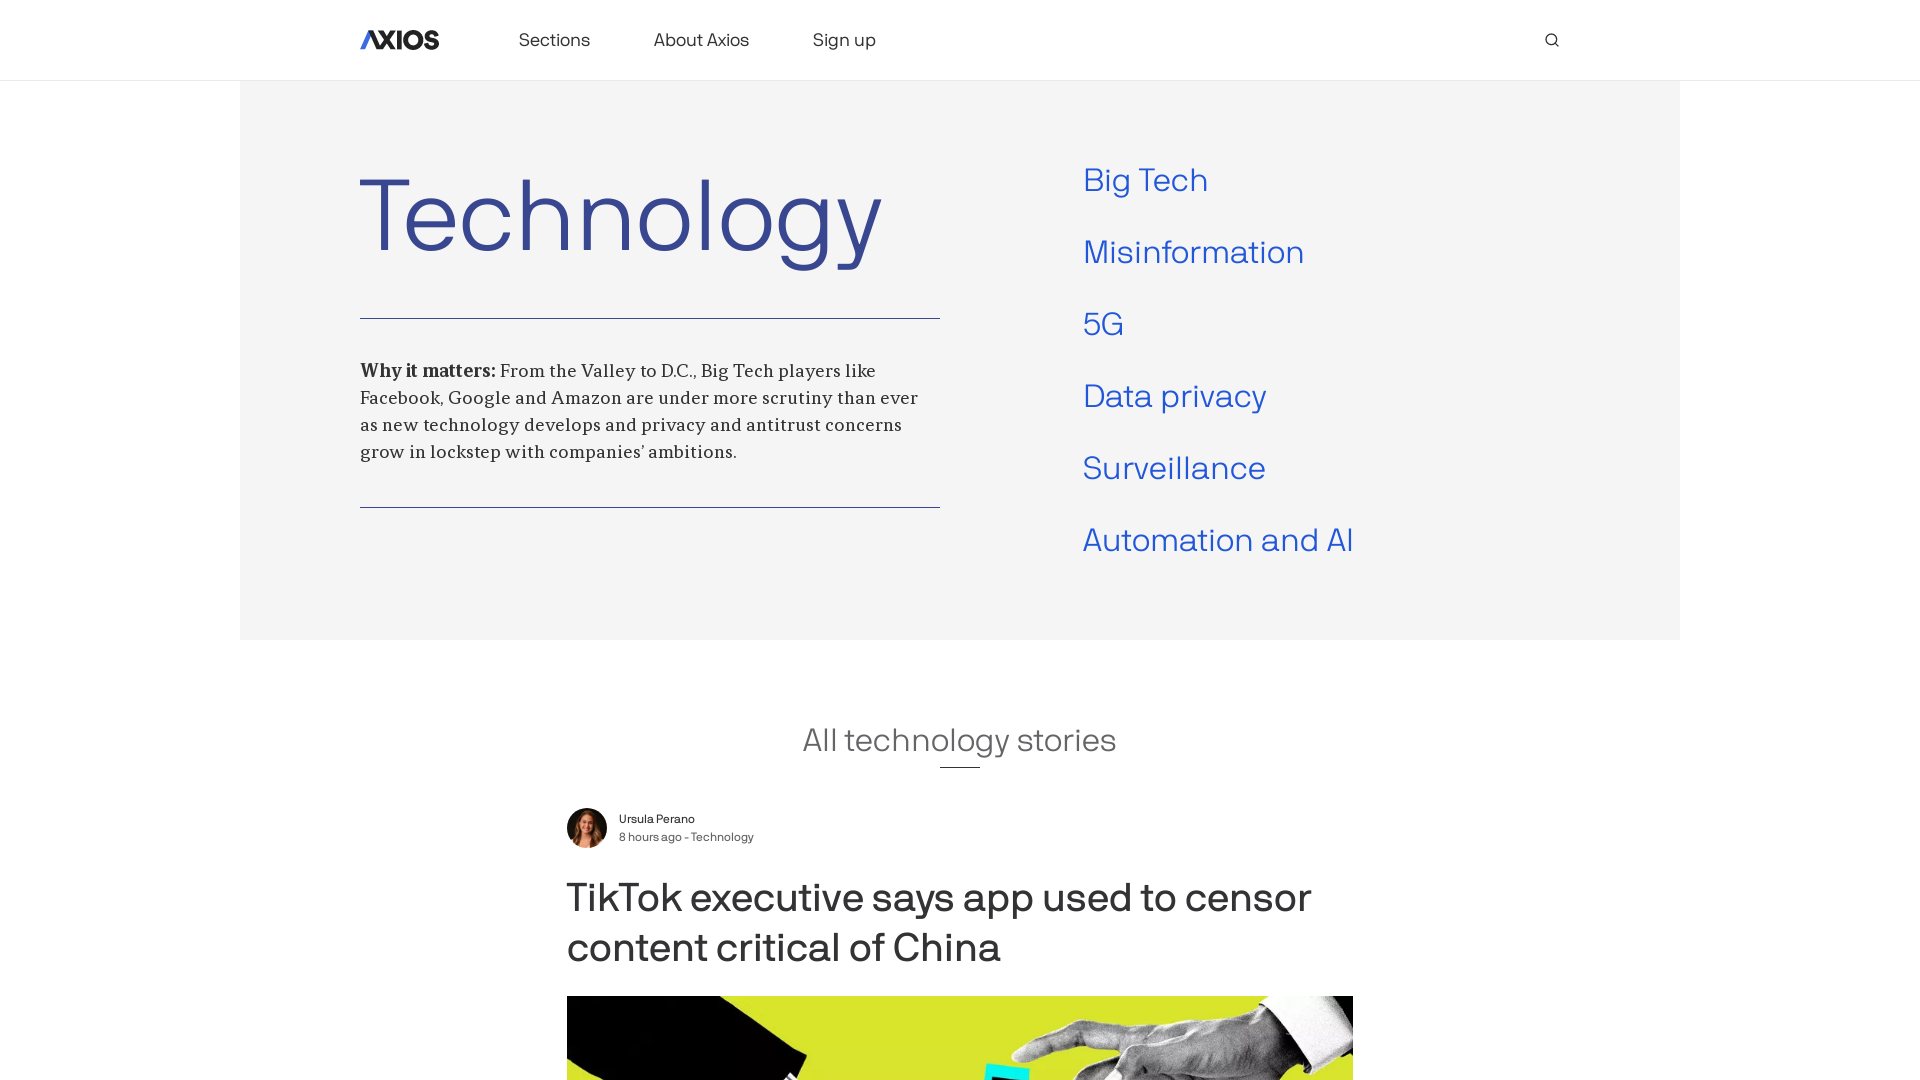 AXIOS
Sections
About Axios
Sign up
Technology
Why it matters: From the Valley to D.C., Big Tech players like
Facebook, Google and Amazon are under more scrutiny than ever
as new technology develops and privacy and antitrust concerns
grow in lockstep with companies’ ambitions.
Big Tech
Misinformation
5G
Data privacy
Surveillance
Automation and AI
All technology stories
Ursula Perano
8 hours ago - Technology
TikTok executive says app used to censor
content critical of China